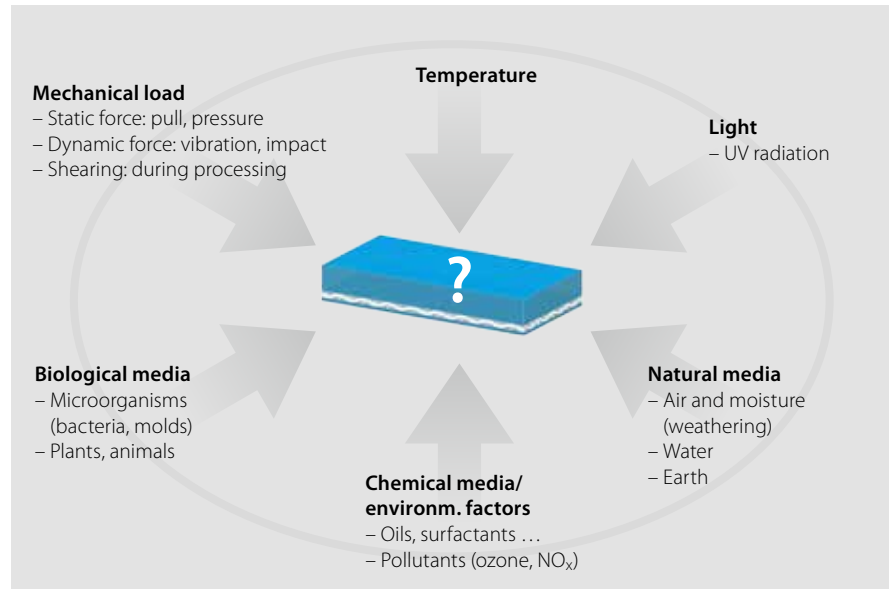 Temperature
Mechanical load
– Static force: pull, pressure
– Dynamic force: vibration, impact
– Shearing: during processing
Light
– UV radiation
?
Biological media
– Microorganisms
(bacteria, molds)
– Plants, animals
Natural media
– Air and moisture
(weathering)
– Water
– Earth
Chemical media/
environm. factors
– Oils, surfactants …
– Pollutants (ozone, NOₓ)